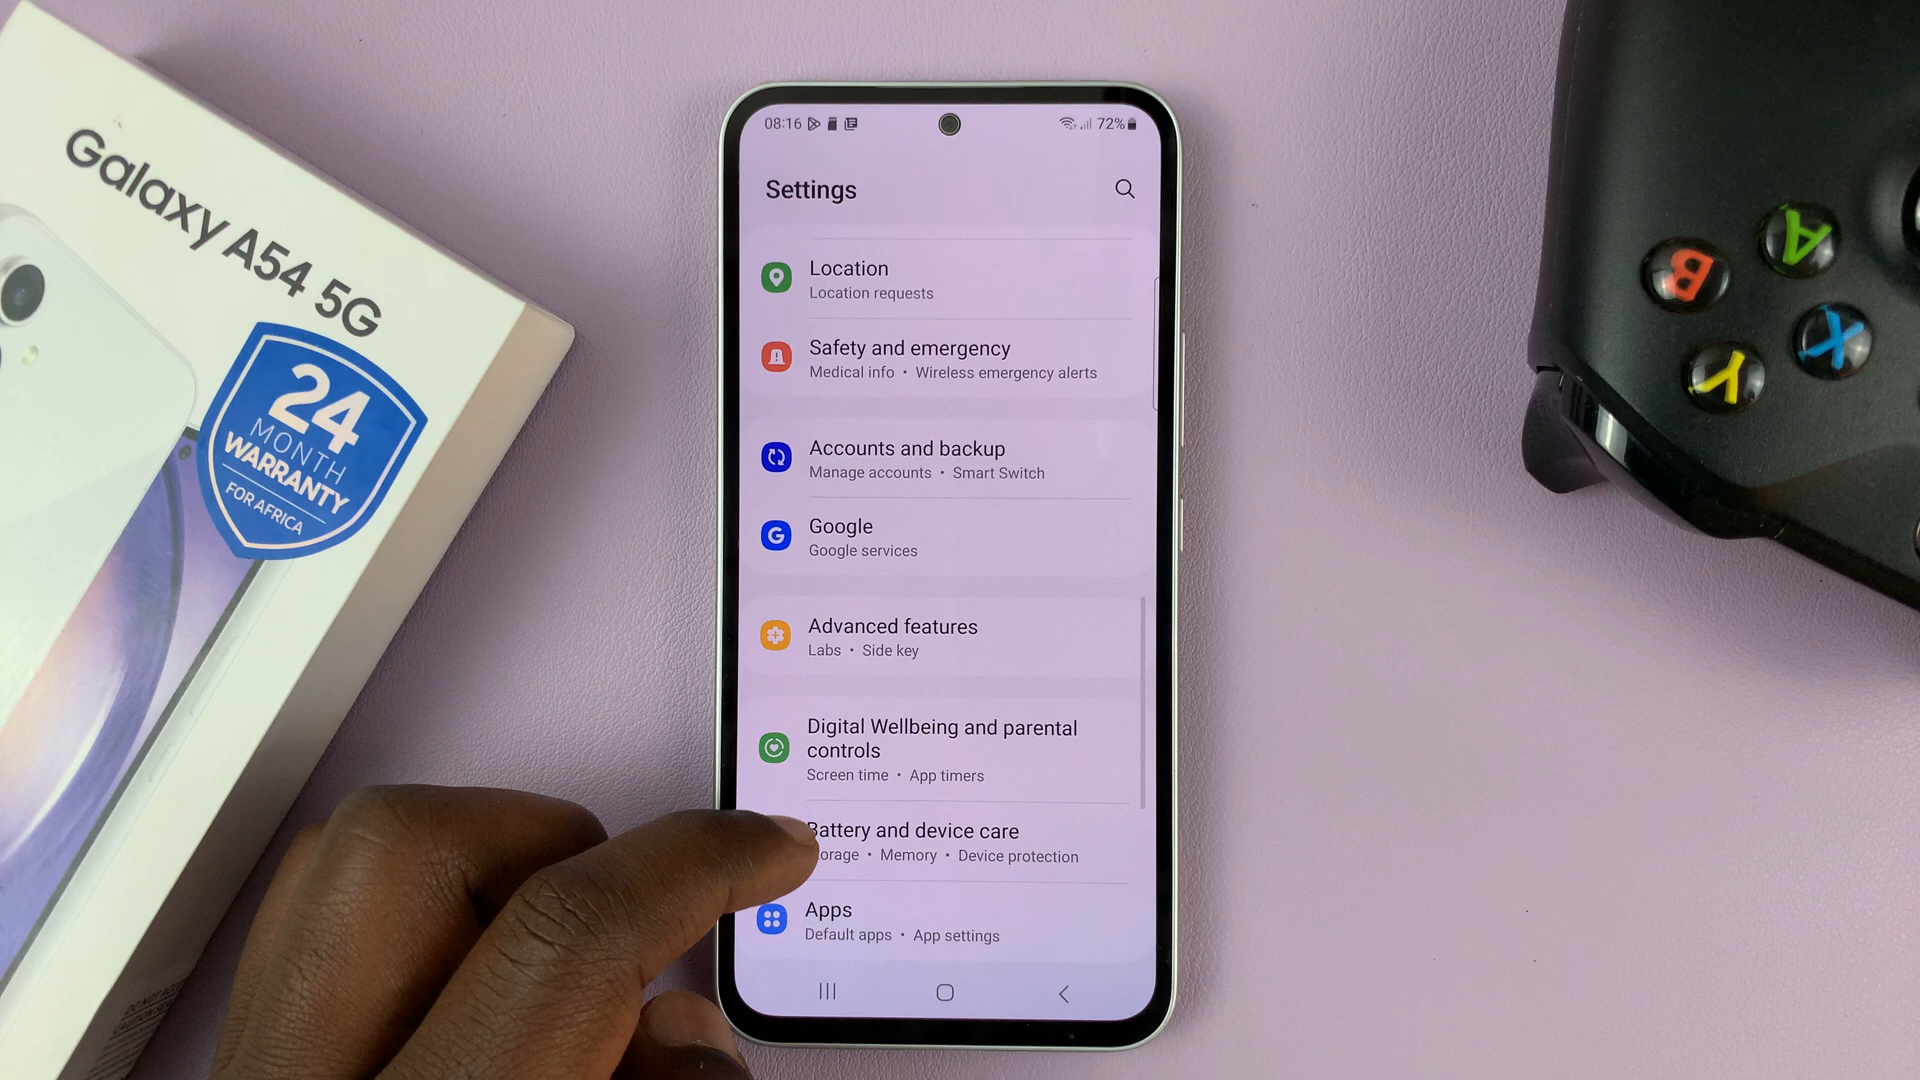 Galaxy A54 5G
24
MONTH
WARRANTY
FOR AFRICA
08:16
72%
Settings
Location
Location requests
Safety and emergency
Medical info • Wireless emergency alerts
Accounts and backup
Manage accounts • Smart Switch
Google
Google services
Advanced features
Labs • Side key
Digital Wellbeing and parental
controls
Screen time • App timers
Battery and device care
orage • Memory • Device protection
Apps
Default apps • App settings
A
B
X
Y